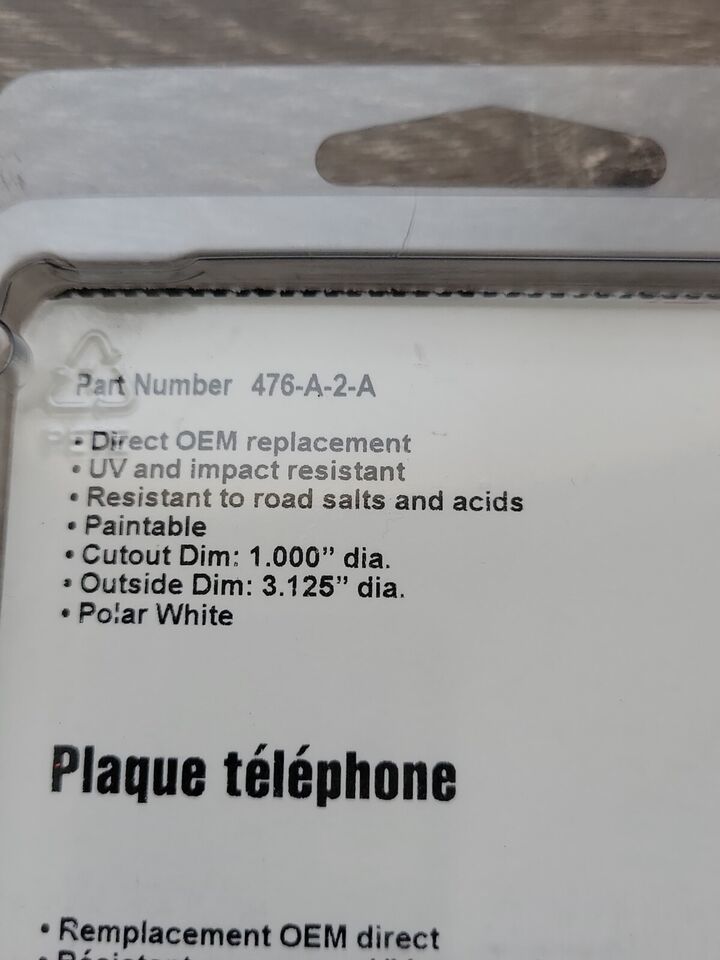 Part Number 476-A-2-A
• Direct OEM replacement
• UV and impact resistant
• Resistant to road salts and acids
• Paintable
• Cutout Dim: 1.000” dia.
• Outside Dim: 3.125” dia.
• Polar White
Plaque téléphone
• Remplacement OEM direct